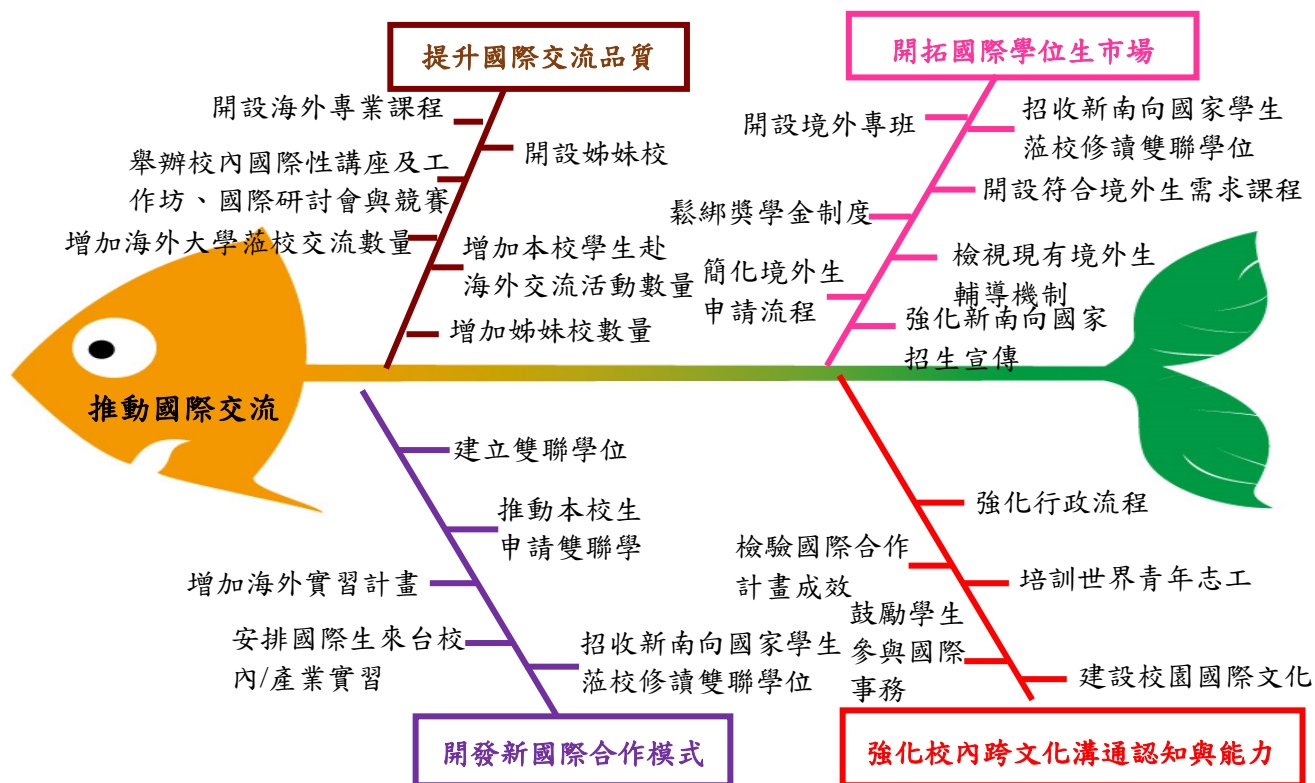 提升國際交流品質
開設海外專業課程
開設姊妹校
舉辦校內國際性講座及工
作坊、國際研討會與競賽
增加海外大學蒞校交流數量
增加本校學生赴
海外交流活動數量
增加姊妹校數量
開拓國際學位生市場
開設境外專班
招收新南向國家學生
蒞校修讀雙聯學位
開設符合境外生需求課程
鬆綁獎學金制度
檢視現有境外生
輔導機制
簡化境外生
申請流程
強化新南向國家
招生宣傳
推動國際交流
建立雙聯學位
推動本校生
申請雙聯學
增加海外實習計畫
安排國際生來台校
內/產業實習
招收新南向國家學生
蒞校修讀雙聯學位
開發新國際合作模式
強化行政流程
檢驗國際合作
計畫成效
培訓世界青年志工
鼓勵學生
參與國際
事務
建設校園國際文化
強化校內跨文化溝通認知與能力